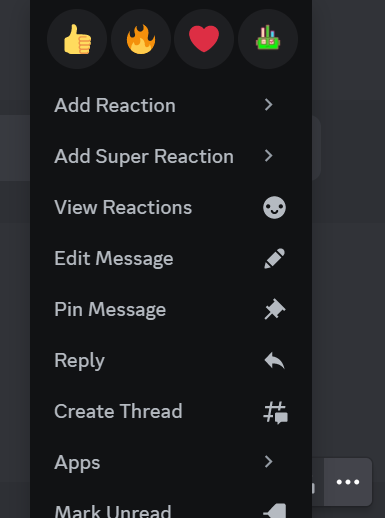 Add Reaction
Add Super Reaction
View Reactions
Edit Message
Pin Message
Reply
Create Thread
Apps
Mark Unread